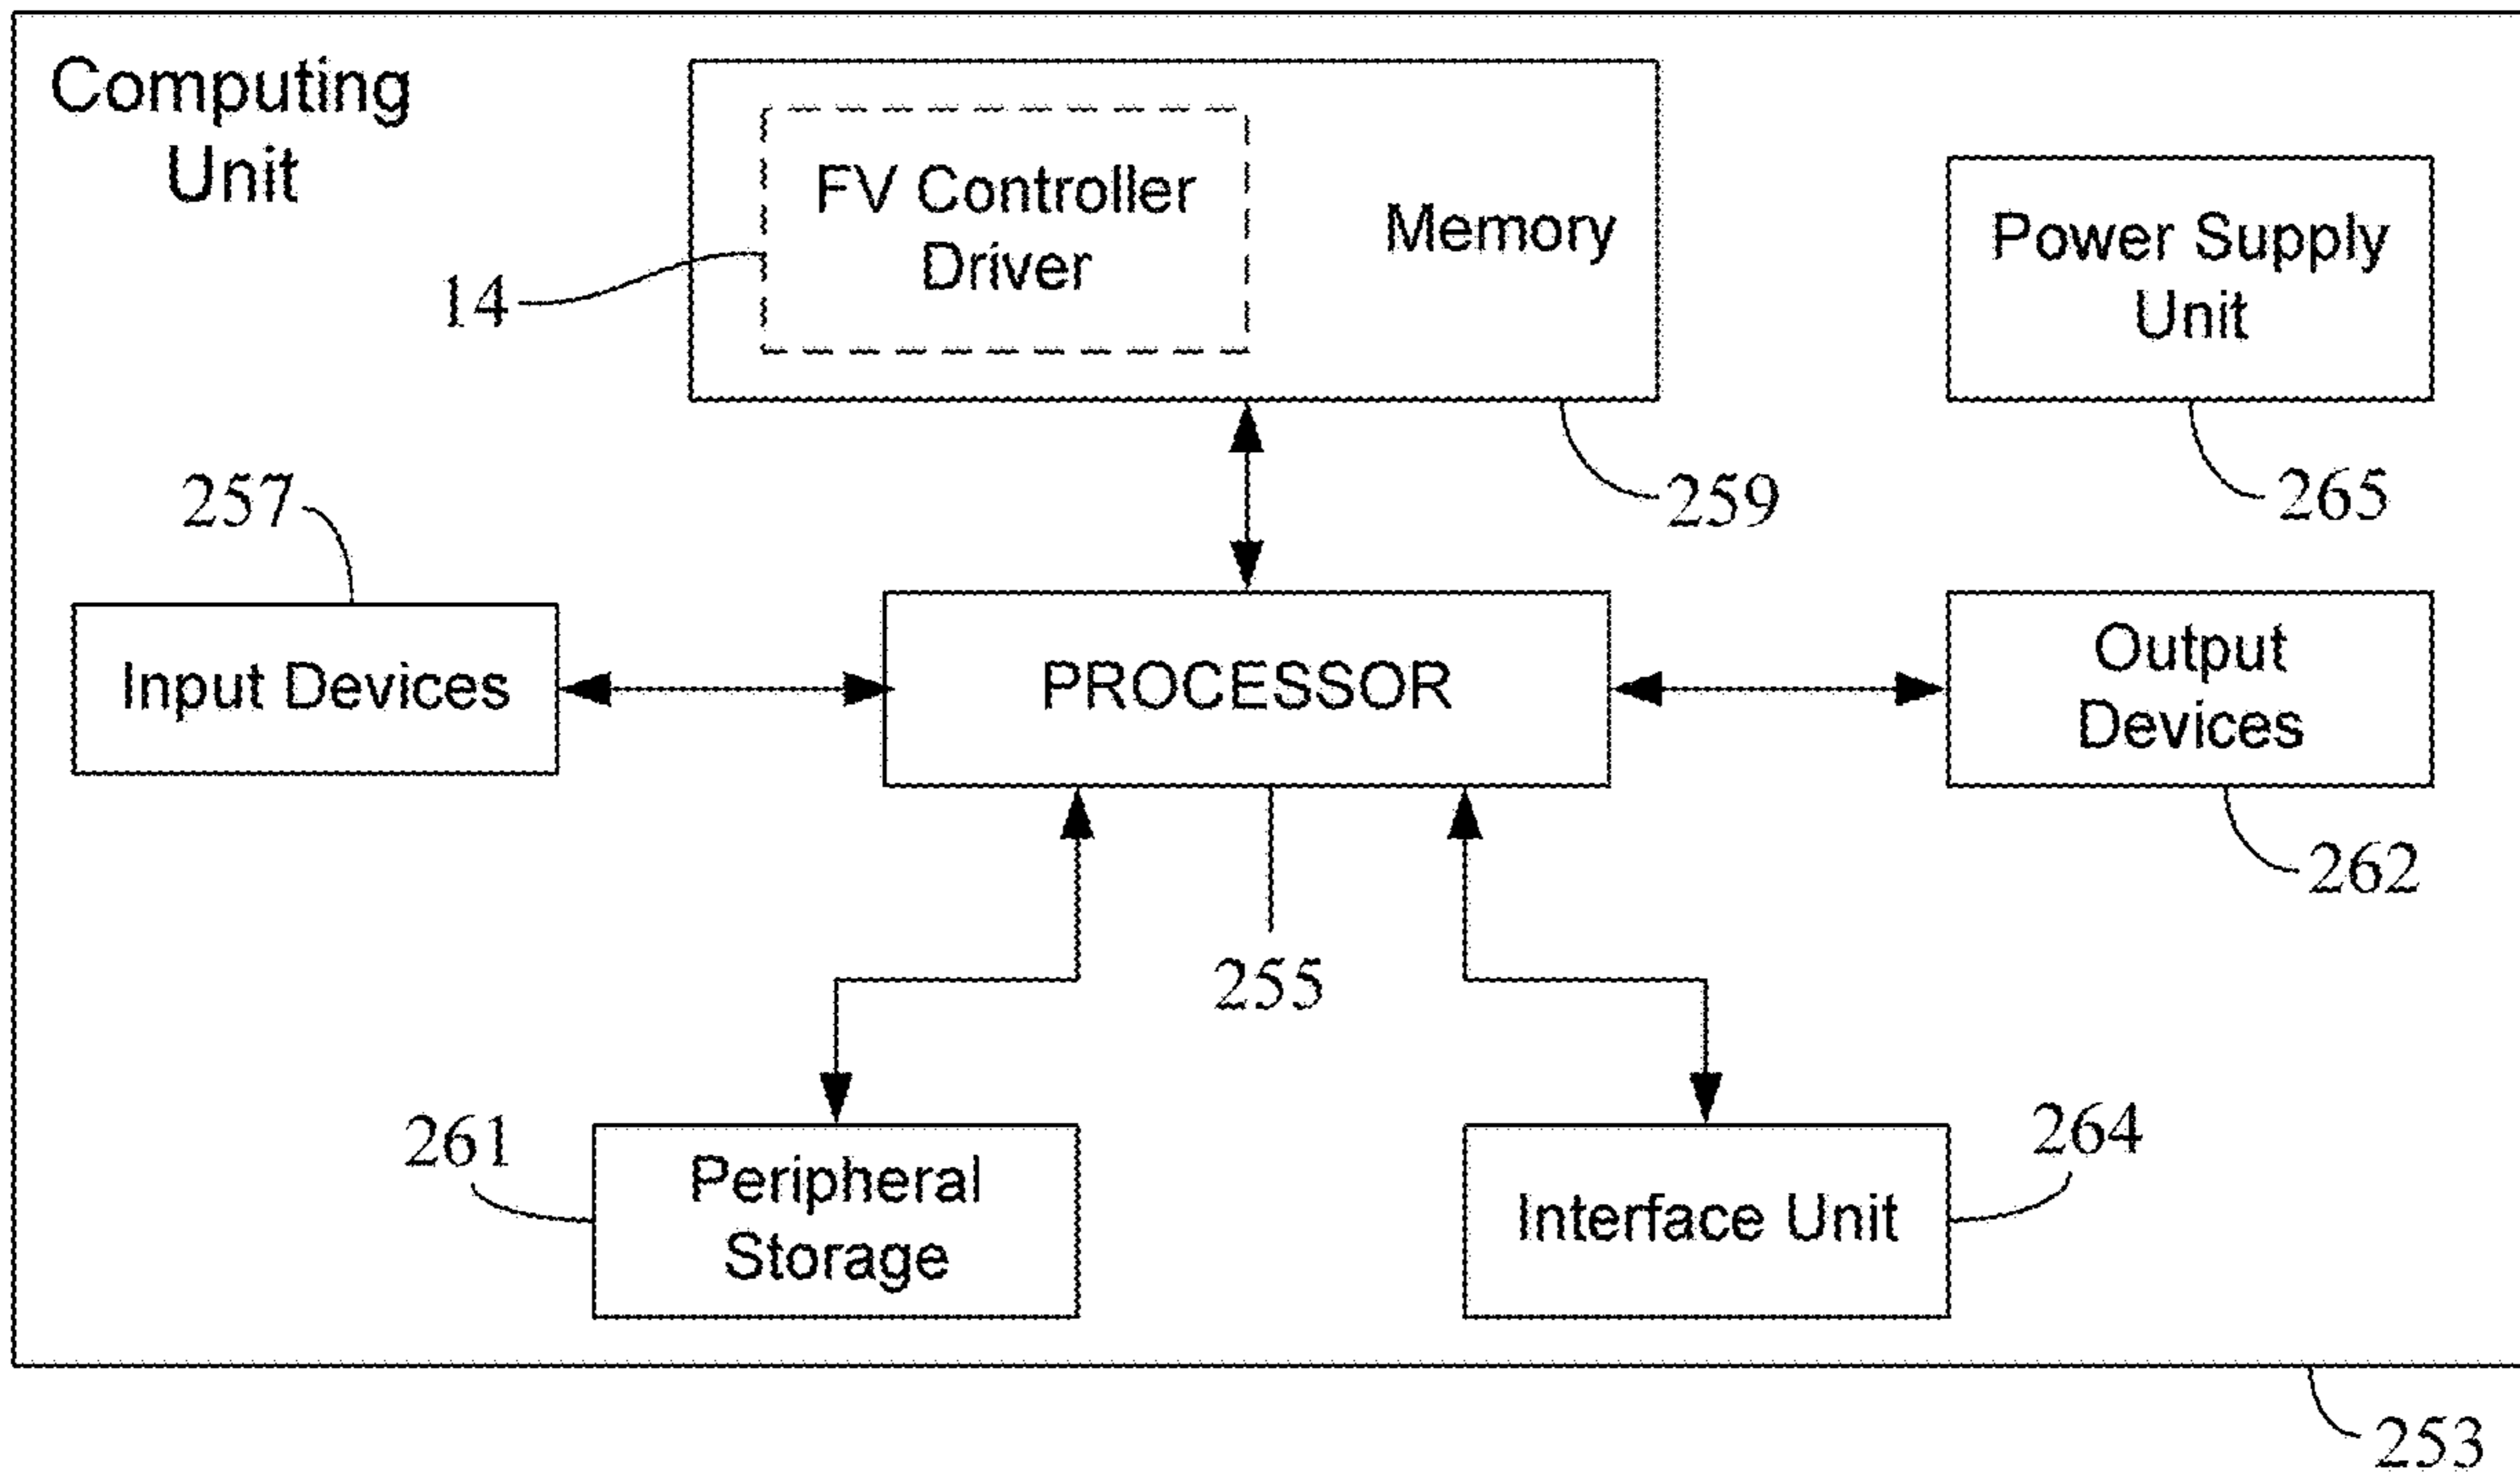 Computing
Unit
FV Controller
Driver
Memory
Power Supply
Unit
14
257
259
265
Input Devices
PROCESSOR
Output
Devices
262
255
261
264
Peripheral
Storage
Interface Unit
253